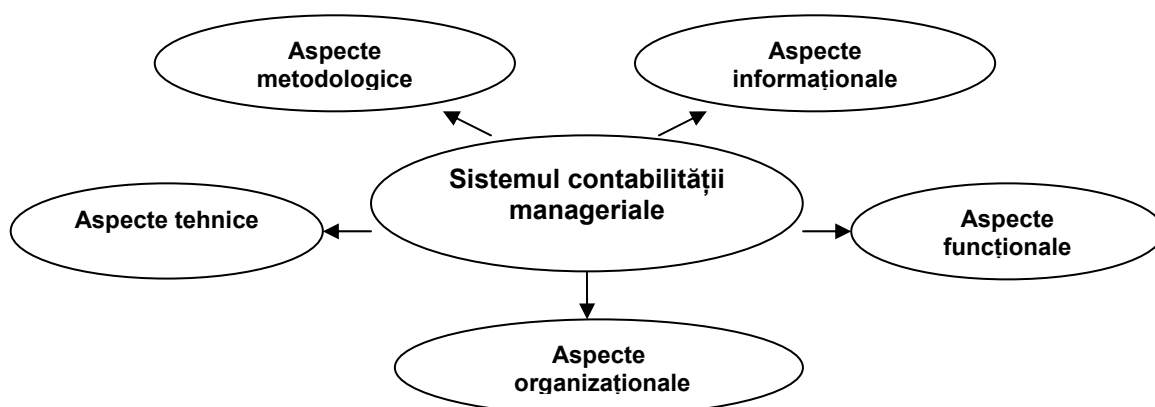 Aspecte
metodologice
Aspecte
informaționale
Sistemul contabilității
manageriale
Aspecte tehnice
Aspecte
funcționale
Aspecte
organizaționale